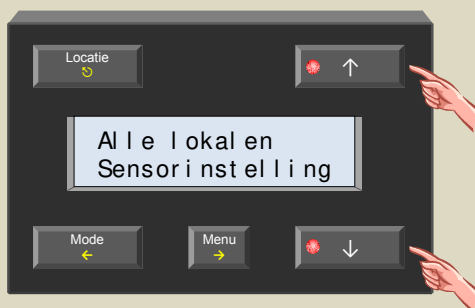 Locatie
↑
Alle lokalen
Sensorinstelling
Mode
←
Menu
→
↓